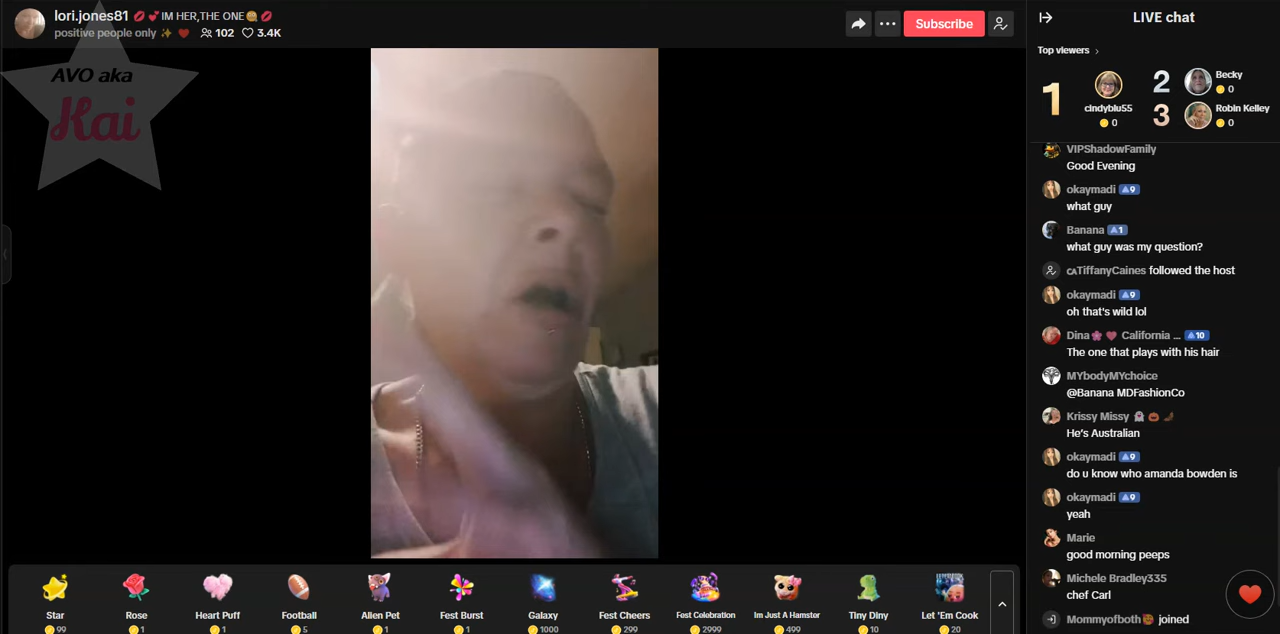 lori.jones81 💋💕IM HER,THE ONE🤷💋
positive people only ✨ ❤️ 102 3.4K
Subscribe
AVO aka
Kai
LIVE chat
Top viewers
1
cindyblu55
0
2
Becky
0
3
Robin Kelley
0
VIPShadowFamily
Good Evening
okaymadi 9
what guy
Banana 1
what guy was my question?
TiffanyCaines followed the host
okaymadi 9
oh that's wild lol
Dina🌸 ❤️ California ... 10
The one that plays with his hair
MYbodyMYchoice
@Banana MDFashionCo
Krissy Missy 👻 🎃 🍂
He's Australian
okaymadi 9
do u know who amanda bowden is
okaymadi 9
yeah
Marie
good morning peeps
Michele Bradley335
chef Carl
Mommyofboth joined
Star
99
Rose
1
Heart Puff
1
Football
5
Alien Pet
1
Fest Burst
1
Galaxy
1000
Fest Cheers
299
Fest Celebration
2999
Im Just A Hamster
499
Tiny Diny
10
Let 'Em Cook
20